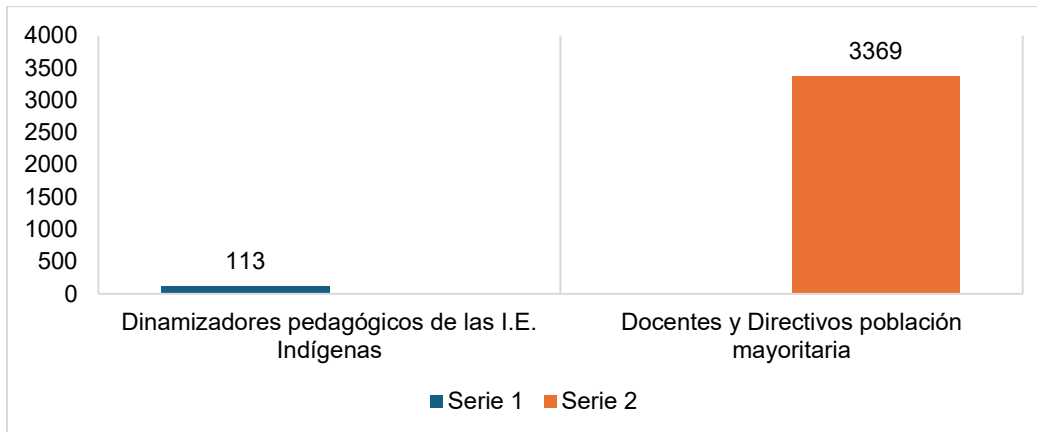 4000
3500
3000
2500
2000
1500
1000
500
0
113
3369
Dinamizadores pedagógicos de las I.E.
Indígenas
Docentes y Directivos población
mayoritaria
Serie 1
Serie 2